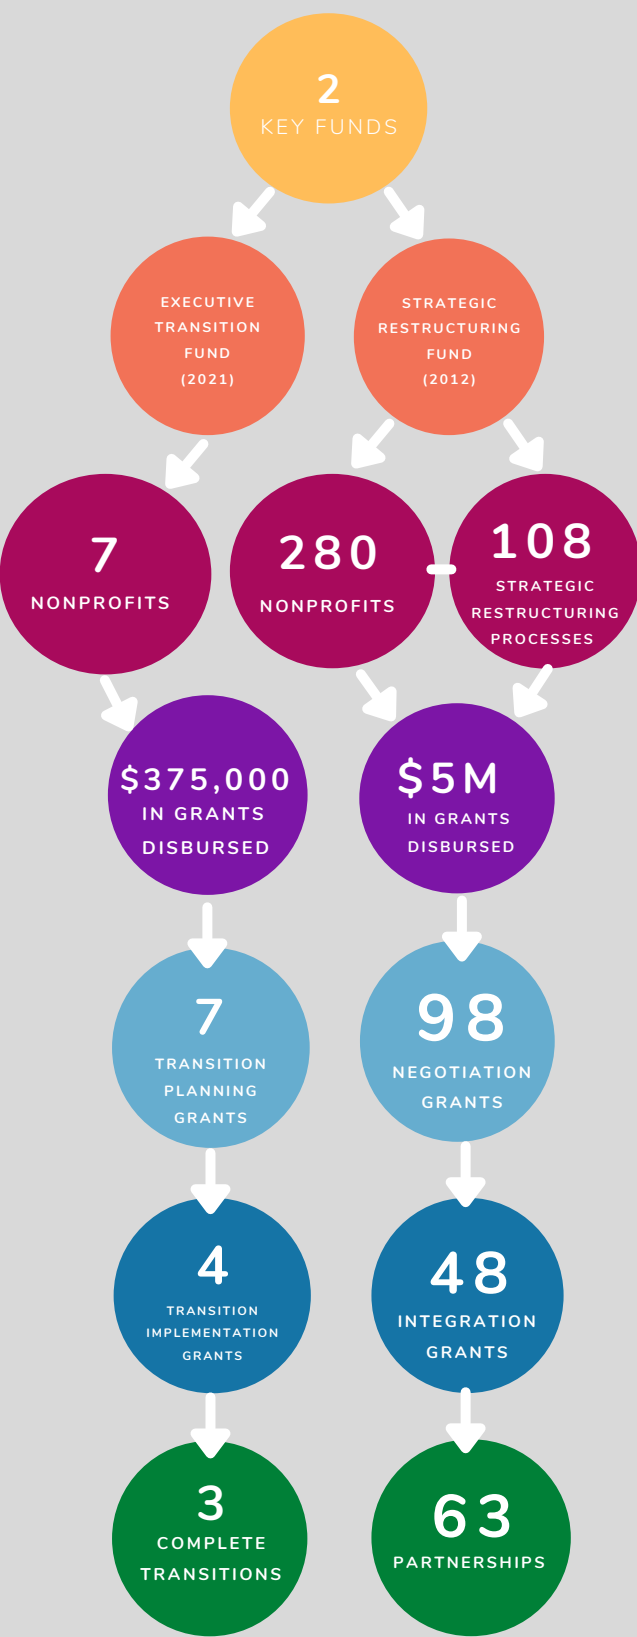 2
KEY FUNDS
EXECUTIVE
TRANSITION
FUND
(2021)
STRATEGIC
RESTRUCTURING
FUND
(2012)
7
NONPROFITS
280
NONPROFITS
108
STRATEGIC
RESTRUCTURING
PROCESSES
$375,000
IN GRANTS
DISBURSED
$5M
IN GRANTS
DISBURSED
7
TRANSITION
PLANNING
GRANTS
98
NEGOTIATION
GRANTS
4
TRANSITION
IMPLEMENTATION
GRANTS
48
INTEGRATION
GRANTS
3
COMPLETE
TRANSITIONS
63
PARTNERSHIPS